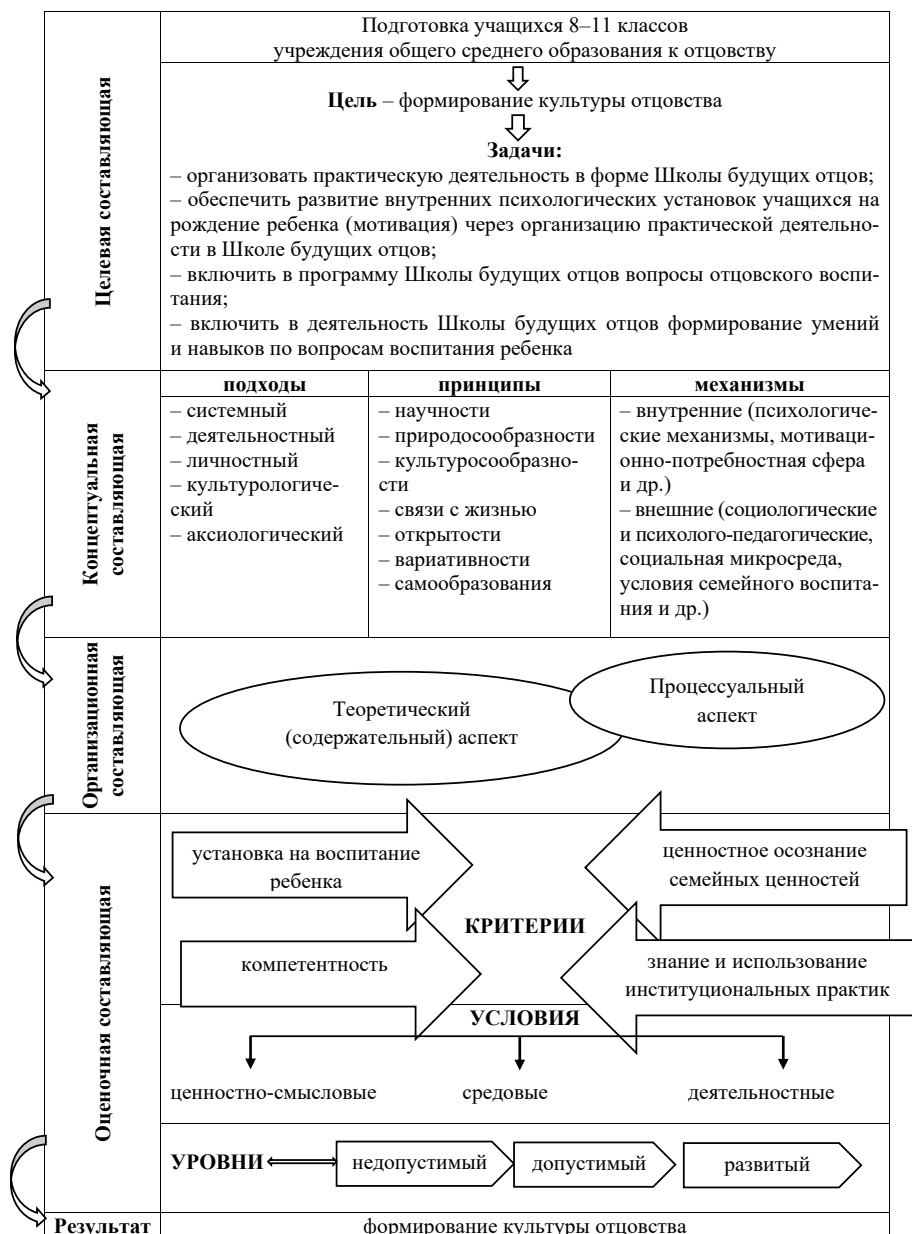 Целевая составляющая
Подготовка учащихся 8–11 классов
учреждения общего среднего образования к отцовству
Цель – формирование культуры отцовства
Задачи:
– организовать практическую деятельность в форме Школы будущих отцов;
– обеспечить развитие внутренних психологических установок учащихся на
рождение ребенка (мотивация) через организацию практической деятельно-
сти в Школе будущих отцов;
– включить в программу Школы будущих отцов вопросы отцовского воспи-
тания;
– включить в деятельность Школы будущих отцов формирование умений
и навыков по вопросам воспитания ребенка
Концептуальная
составляющая
подходы
– системный
– деятельностный
– личностный
– культурологиче-
ский
– аксиологический
принципы
– научности
– природосообразности
– культуросообразно-
сти
– связи с жизнью
– открытости
– вариативности
– самообразования
механизмы
– внутренние (психологиче-
ские механизмы, мотиваци-
онно-потребностная сфера
и др.)
– внешние (социологические
и психолого-педагогические,
социальная микросреда,
условия семейного воспита-
ния и др.)
Организационная
составляющая
Теоретический
(содержательный) аспект
Процессуальный
аспект
Оценочная составляющая
установка на воспитание
ребенка
ценностное осознание
семейных ценностей
КРИТЕРИИ
компетентность
знание и использование
институциональных практик
УСЛОВИЯ
ценностно-смысловые
средовые
деятельностные
УРОВНИ
недопустимый
допустимый
развитый
Результат
формирование культуры отцовства